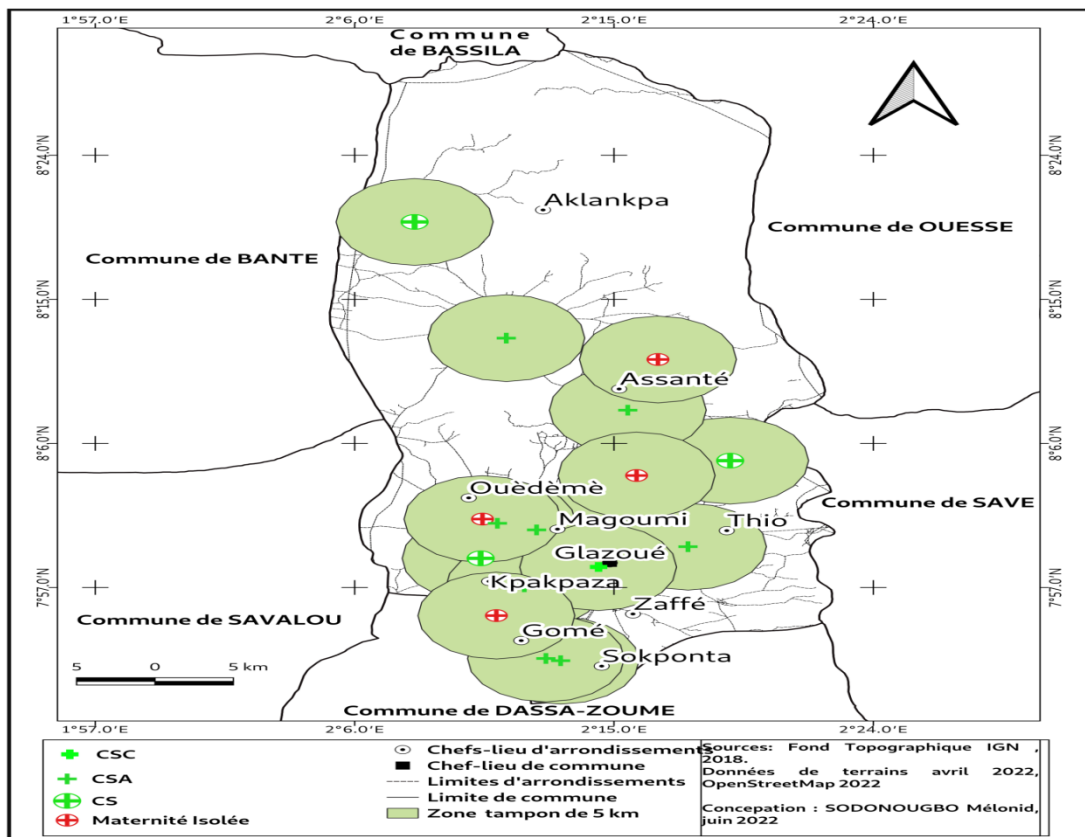 1°57.0'E 2°6.0'E 2°15.0'E 2°24.0'E
Commune
de BASSILA
8°24.0'N 8°24.0'N
Aklankpa
Commune de OUESSE
Commune de BANTE
8°15.0'N 8°15.0'N
Assanté
8°6.0'N 8°6.0'N
Ouèdèmè
Commune de SAVE
Magoumi Thio
Glazoué
7°57.0'N 7°57.0'N
Kpakpaza
Zaffé
Commune de SAVALOU
Gomé
Sokponta
5 0 5 km
Commune de DASSA-ZOUME
1°57.0'E 2°6.0'E 2°15.0'E 2°24.0'E
CSC
CSA
CS
Maternité Isolée
Chefs-lieu d'arrondissements
Chef-lieu de commune
Limites d'arrondissements
Limite de commune
Zone tampon de 5 km
Sources: Fond Topographique IGN ,
2018.
Données de terrains avril 2022,
OpenStreetMap 2022
Concepation : SODONOUGBO Mélonid,
juin 2022